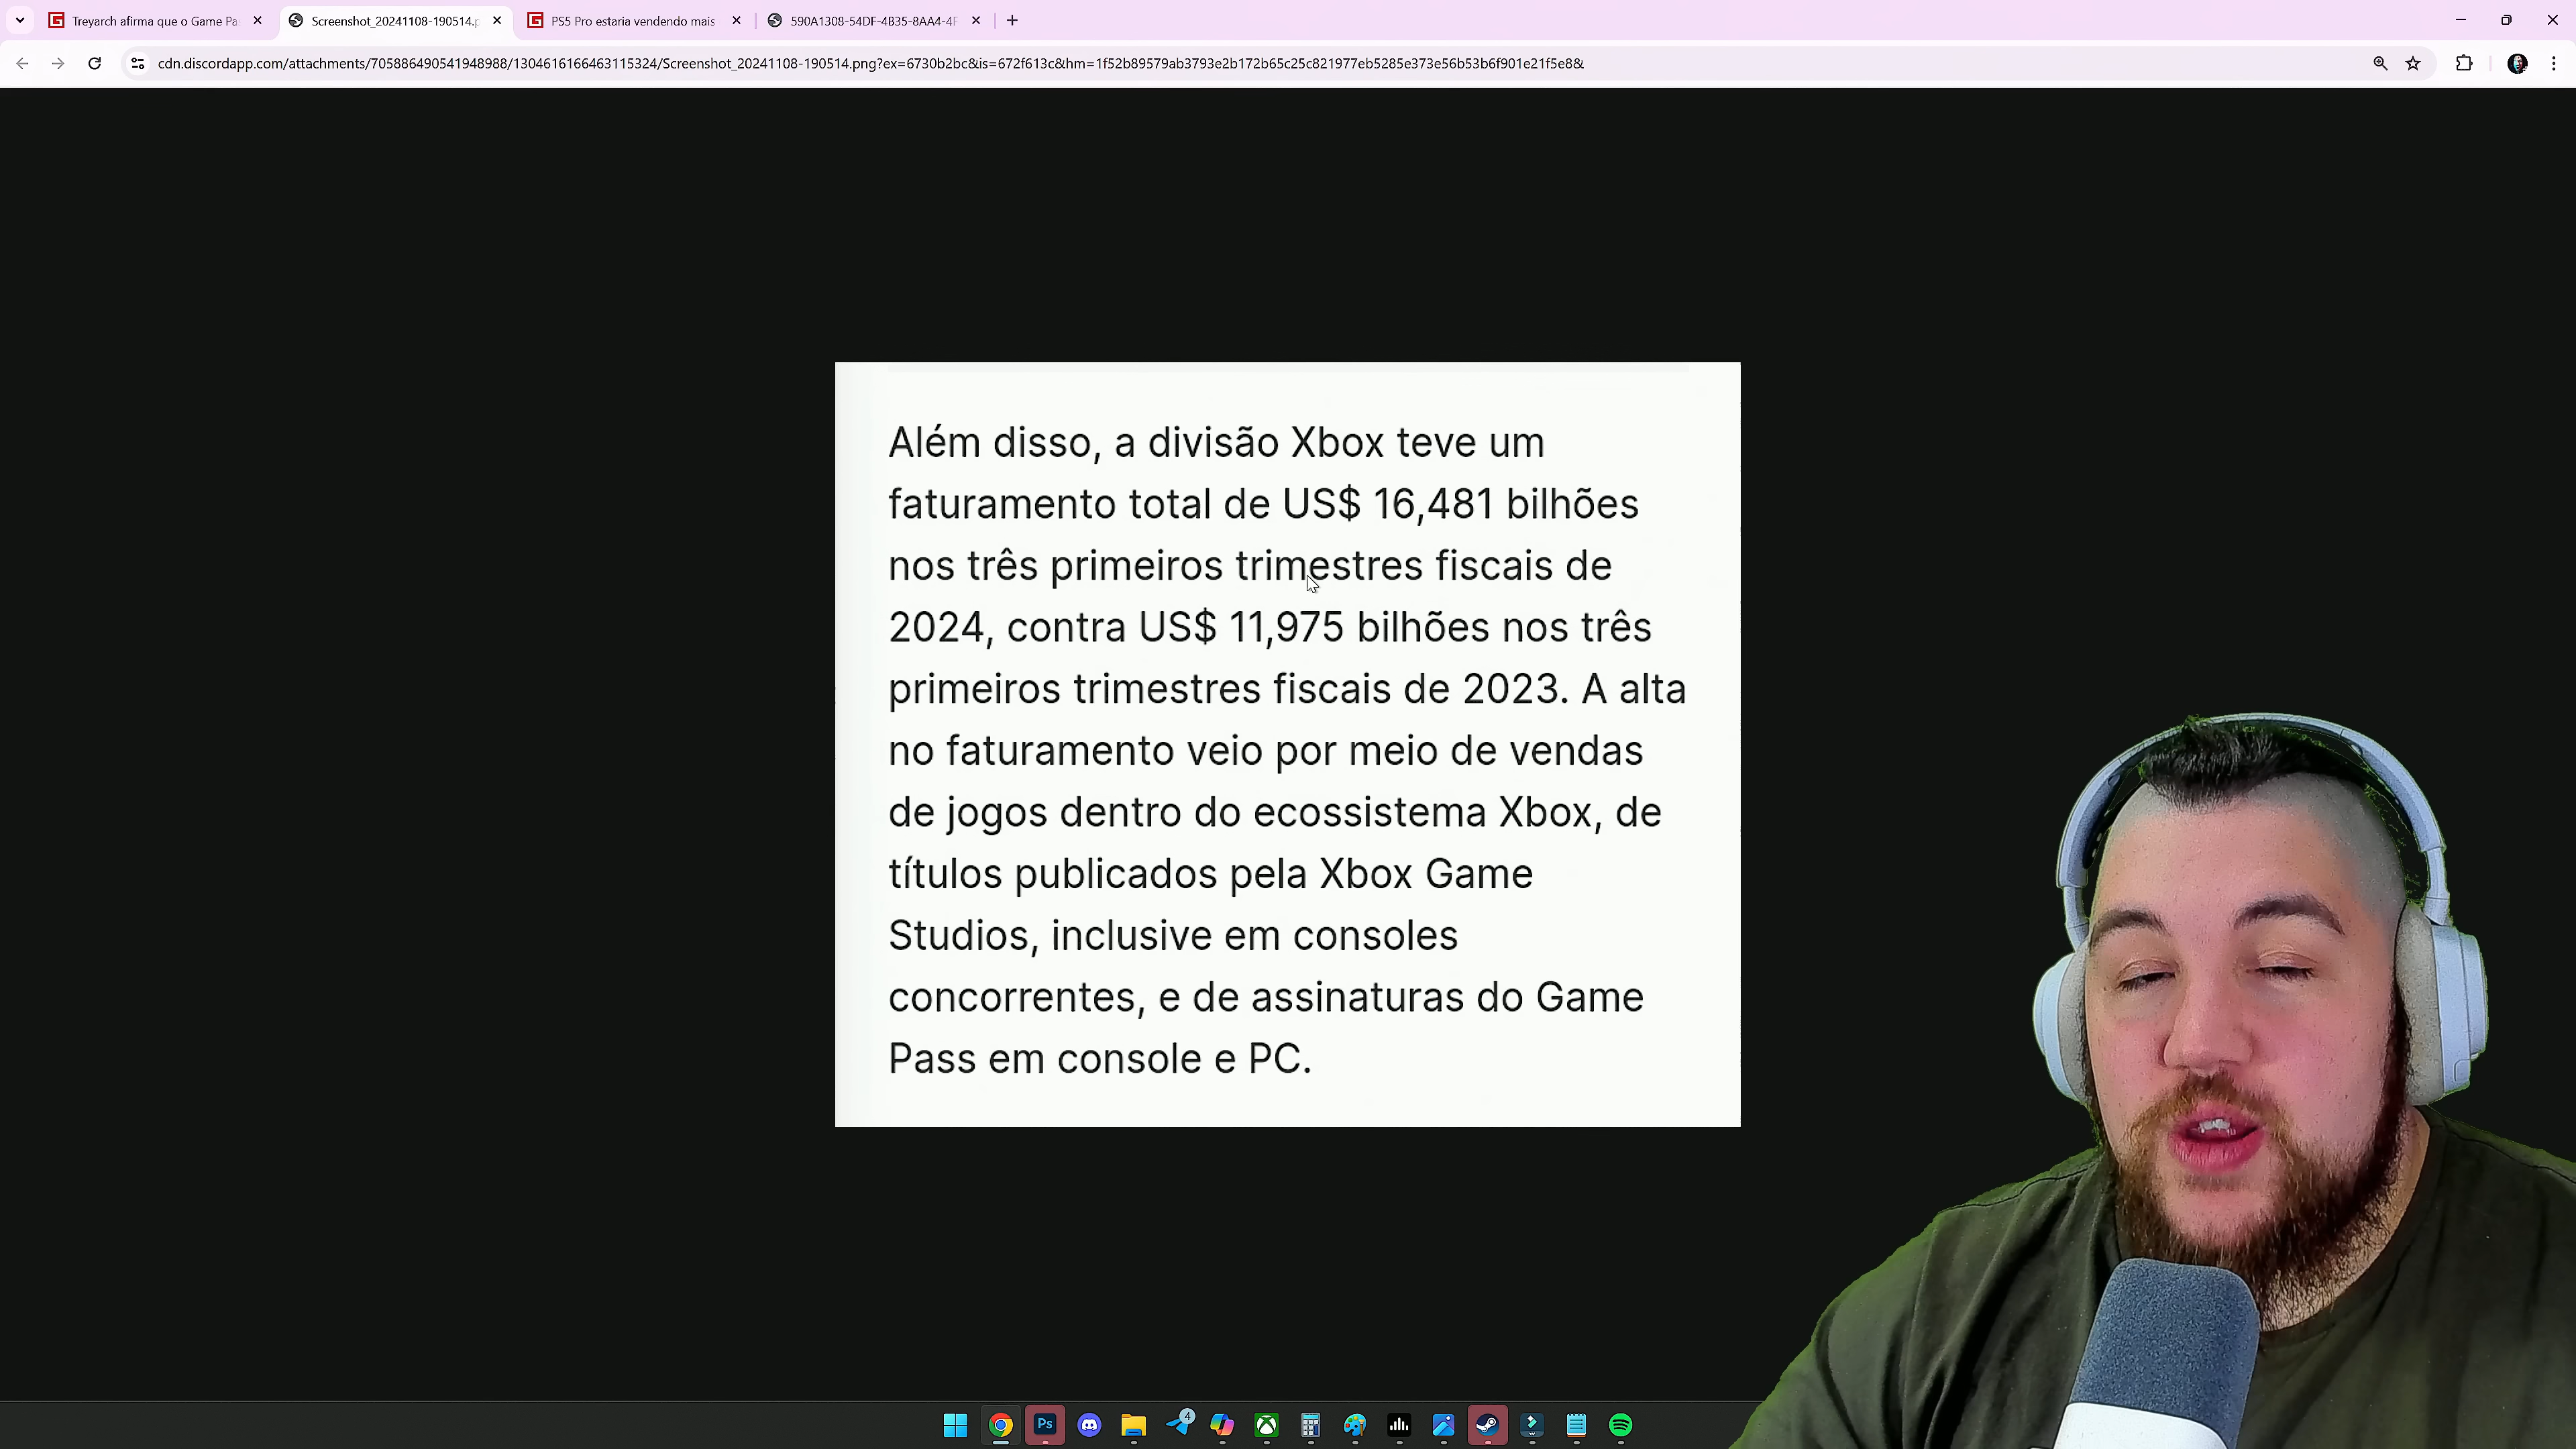 Treyarch afirma que o Game Pa
Screenshot_20241108-190514.p
PS5 Pro estaria vendendo mais
590A1308-54DF-4B35-8AA4-4F
cdn.discordapp.com/attachments/705886490541948988/1304616166463115324/Screenshot_20241108-190514.png?ex=6730b2bc&is=672f613c&hm=1f52b89579ab3793e2b172b65c25c821977eb5285e373e56b53b6f901e21f5e8&
Além disso, a divisão Xbox teve um
faturamento total de US$ 16,481 bilhões
nos três primeiros trimestres fiscais de
2024, contra US$ 11,975 bilhões nos três
primeiros trimestres fiscais de 2023. A alta
no faturamento veio por meio de vendas
de jogos dentro do ecossistema Xbox, de
títulos publicados pela Xbox Game
Studios, inclusive em consoles
concorrentes, e de assinaturas do Game
Pass em console e PC.
Ps
4